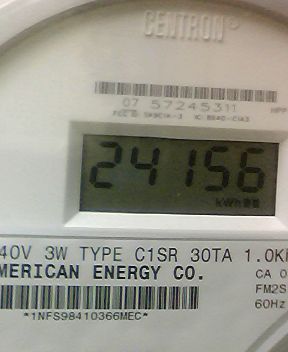 CENTRON®
07 57245311
24156
kWh
40V 3W TYPE C1SR 30TA 1.0K
MERICAN ENERGY CO.
CA 0
FM2S
60Hz
*1NFS98410366MEC*